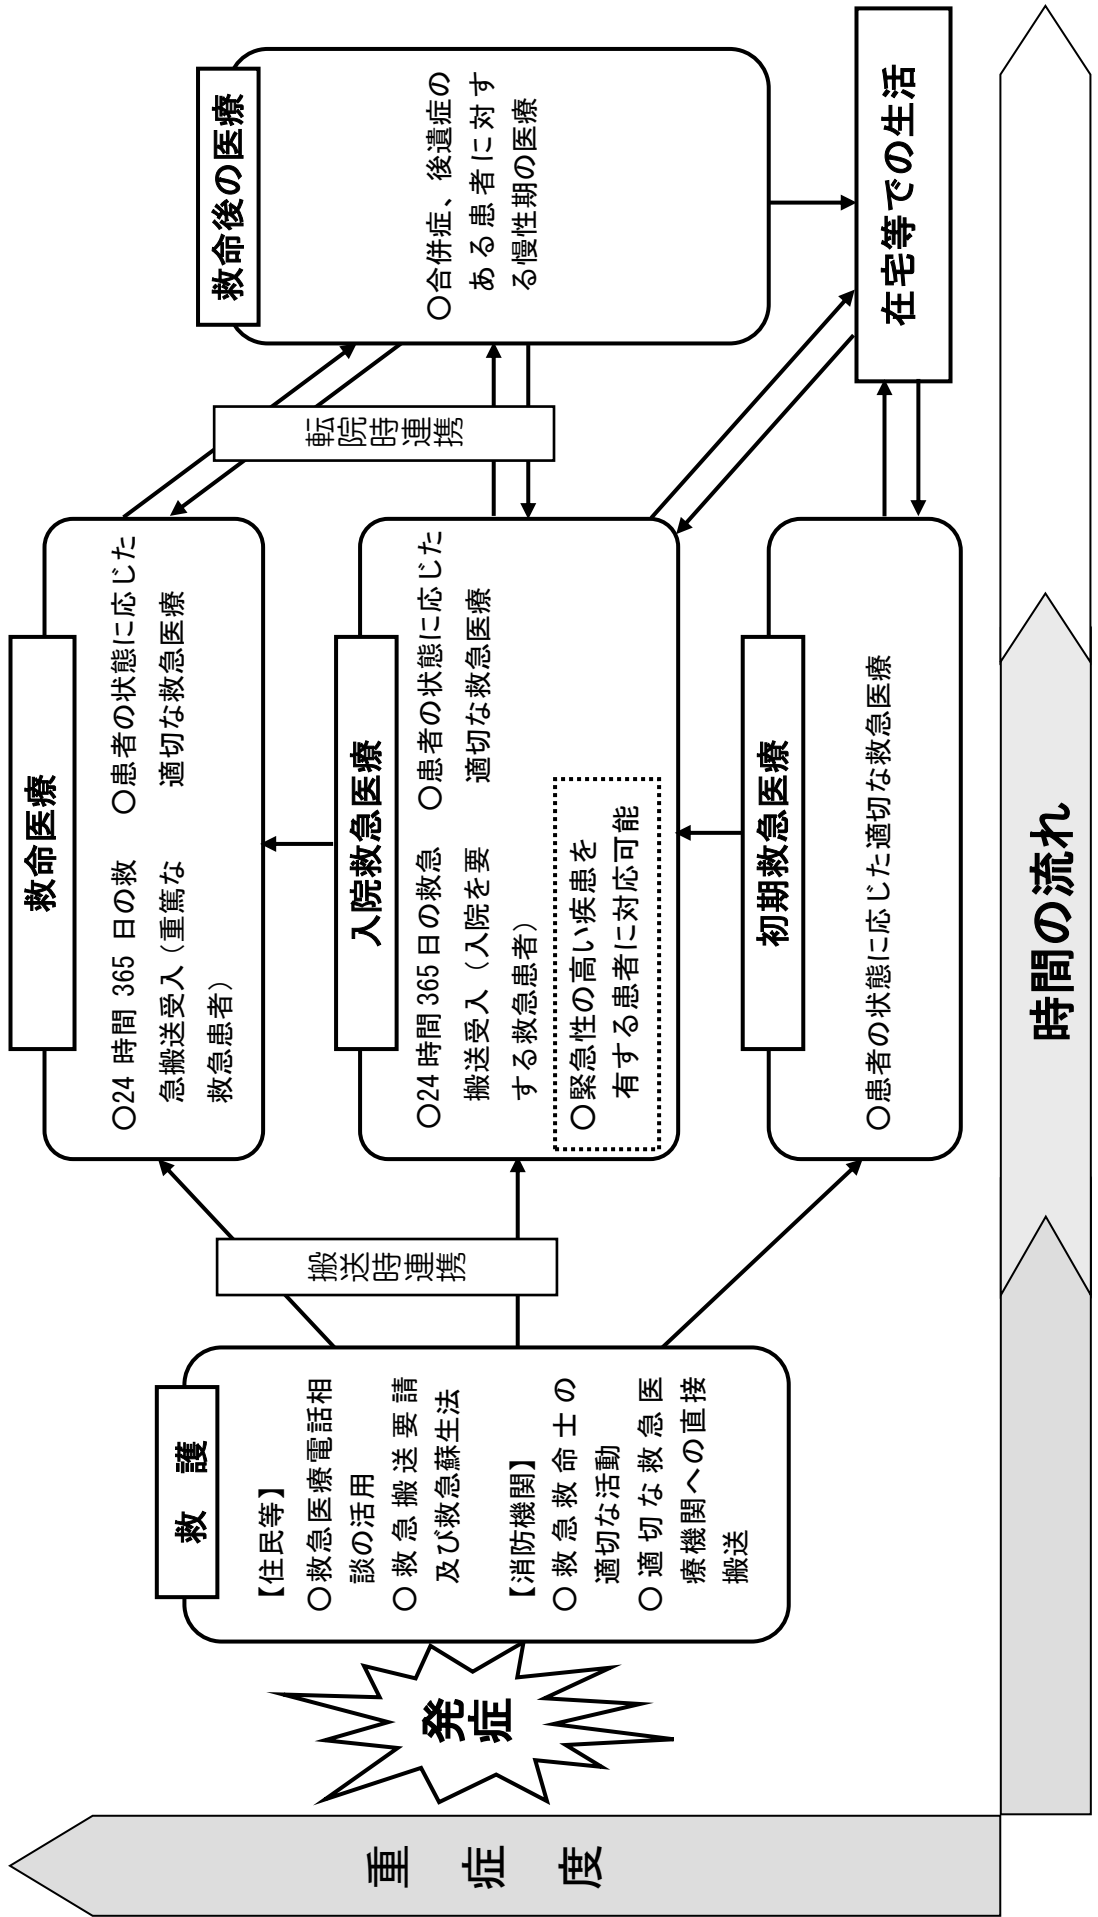 重症度
発
症
救　護
【住民等】
○救急医療電話相
談の活用
○救急搬送要請
及び救急蘇生法
【消防機関】
○救急救命士の
適切な活動
○適切な救急医
療機関への直接
搬送
搬送時連携
救命医療
○24 時間 365 日の救
急搬送受入（重篤な
救急患者）
○患者の状態に応じた
適切な救急医療
入院救急医療
○24 時間 365 日の救急
搬送受入（入院を要
する救急患者）
○患者の状態に応じた
適切な救急医療
○緊急性の高い疾患を
有する患者に対応可能
初期救急医療
○患者の状態に応じた適切な救急医療
転院時連携
救命後の医療
○合併症、後遺症の
ある患者に対す
る慢性期の医療
在宅等での生活
時間の流れ